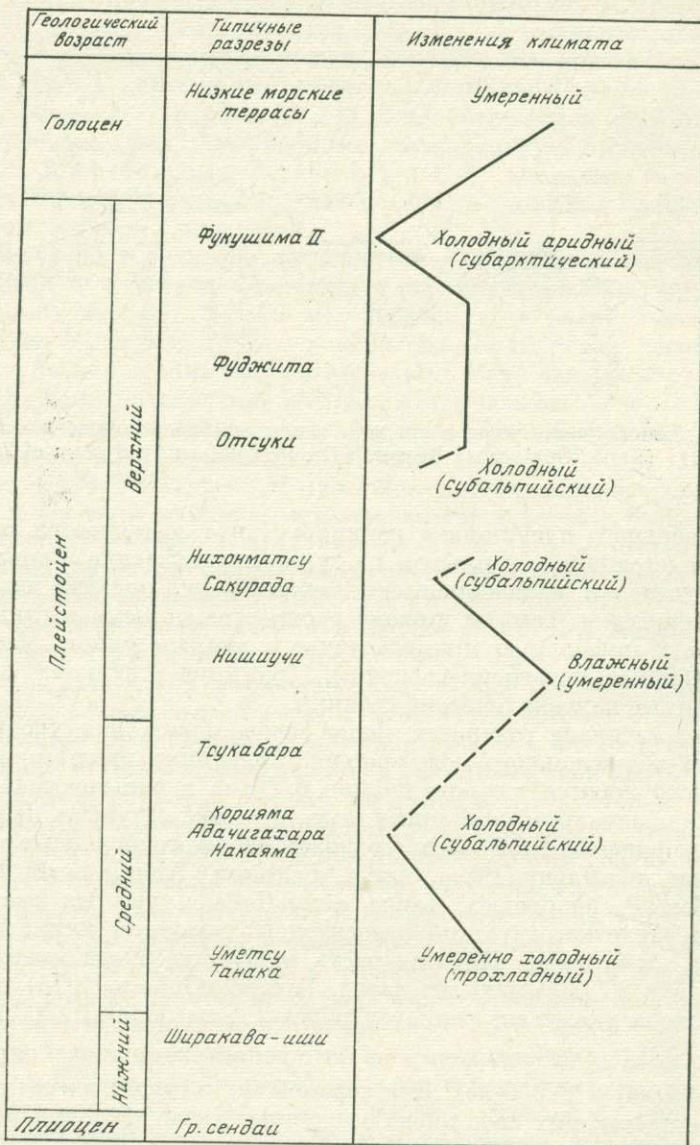 Геологический
возраст
Типичные
разрезы
Изменения климата
Голоцен
Низкие морские
террасы
Умеренный
Плейстоцен
Верхний
Фукушима II
Холодный аридный
(субарктический)
Фуджита
Отсуки
Холодный
(субальпийский)
Нихонматсу
Сакурада
Холодный
(субальпийский)
Нишиучи
Влажный
(умеренный)
Средний
Тсукабара
Корияма
Адачигахара
Накаяма
Холодный
(субальпийский)
Уметсу
Танака
Умеренно холодный
(прохладный)
Нижний
Ширакава-иши
Плиоцен
Гр. сендаи